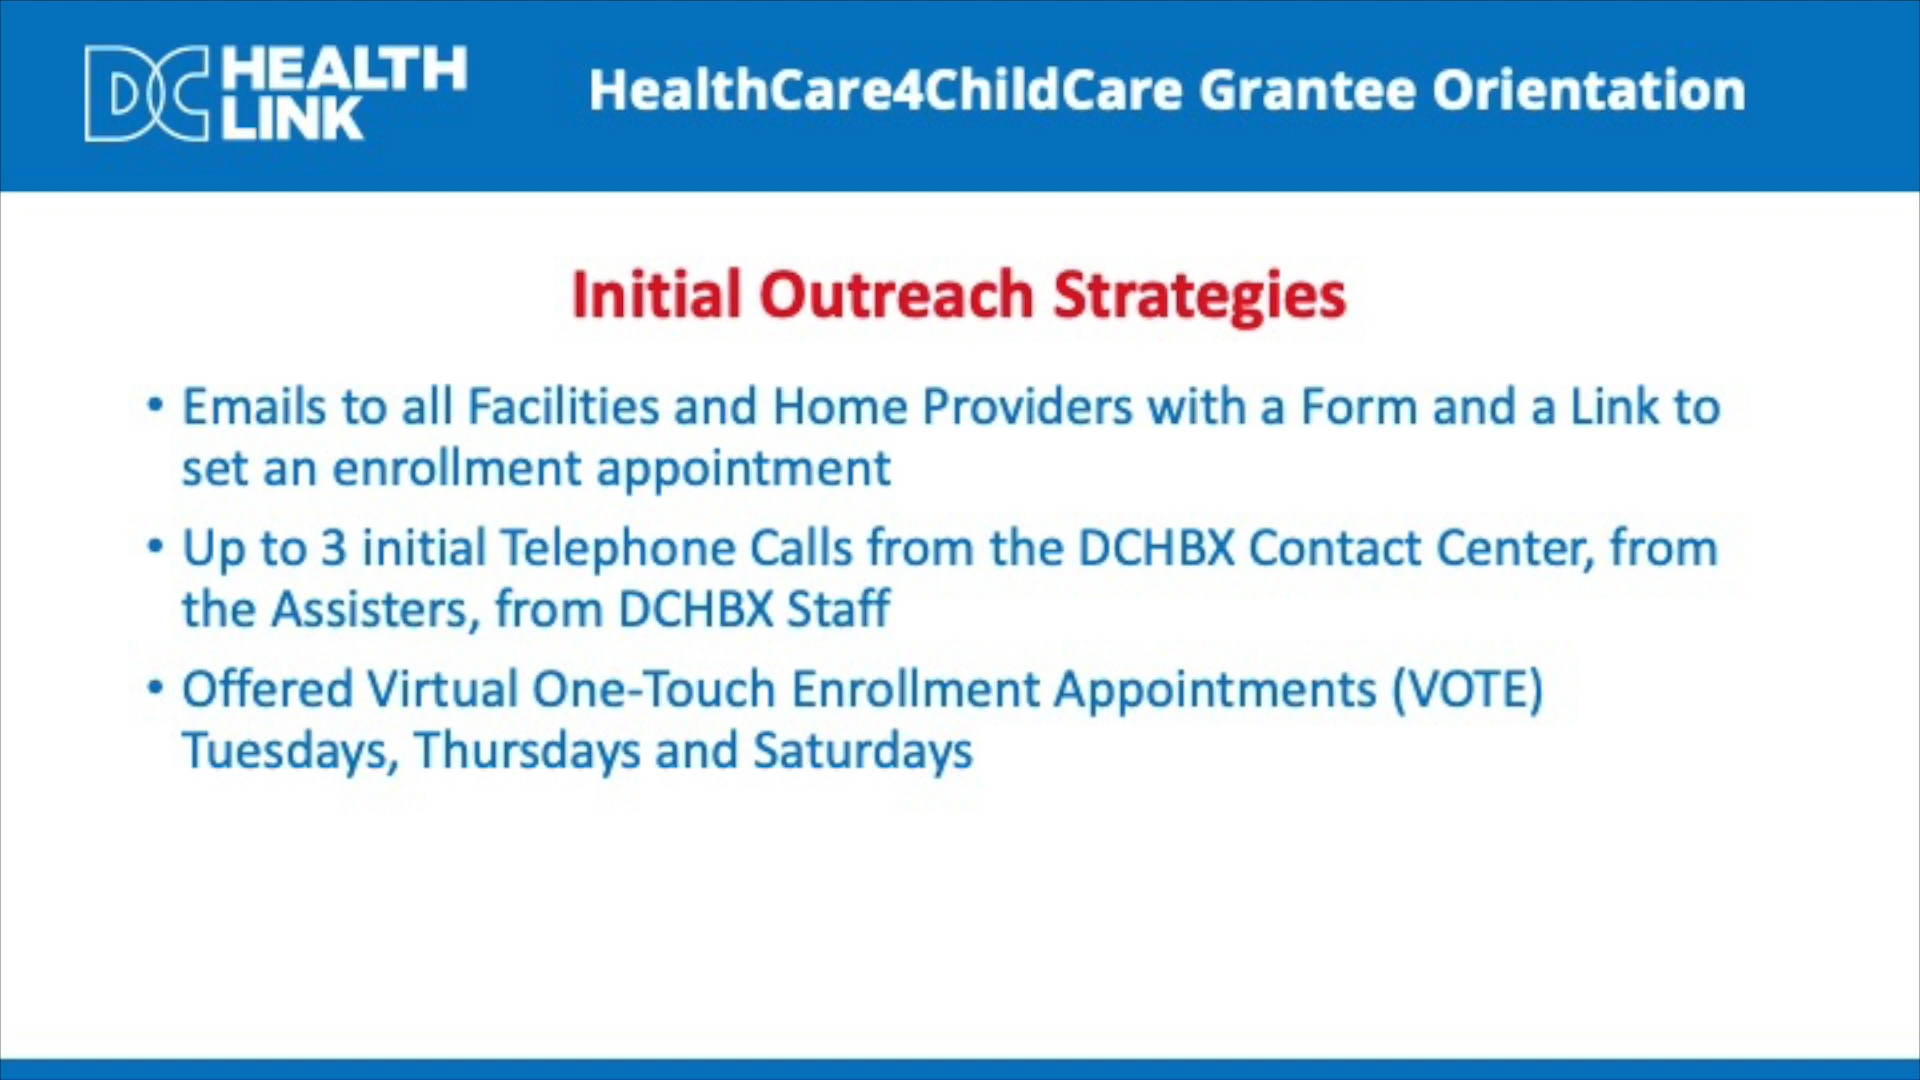 DC HEALTH LINK
HealthCare4ChildCare Grantee Orientation
Initial Outreach Strategies
• Emails to all Facilities and Home Providers with a Form and a Link to
set an enrollment appointment
• Up to 3 initial Telephone Calls from the DCHBX Contact Center, from
the Assisters, from DCHBX Staff
• Offered Virtual One-Touch Enrollment Appointments (VOTE)
Tuesdays, Thursdays and Saturdays